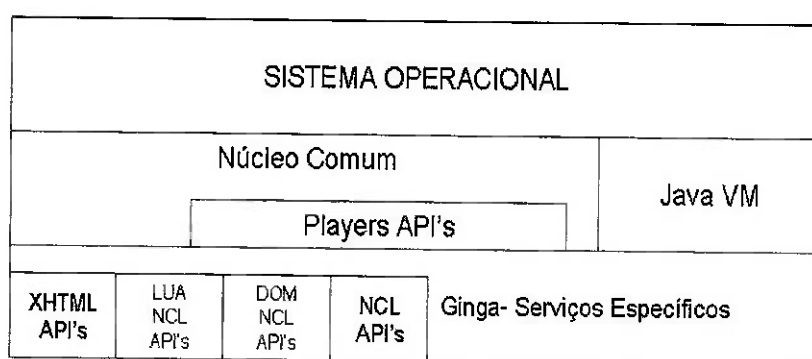 SISTEMA OPERACIONAL
Núcleo Comum
Java VM
Players API's
XHTML
API's
LUA
NCL
API's
DOM
NCL
API's
NCL
API's
Ginga- Serviços Específicos